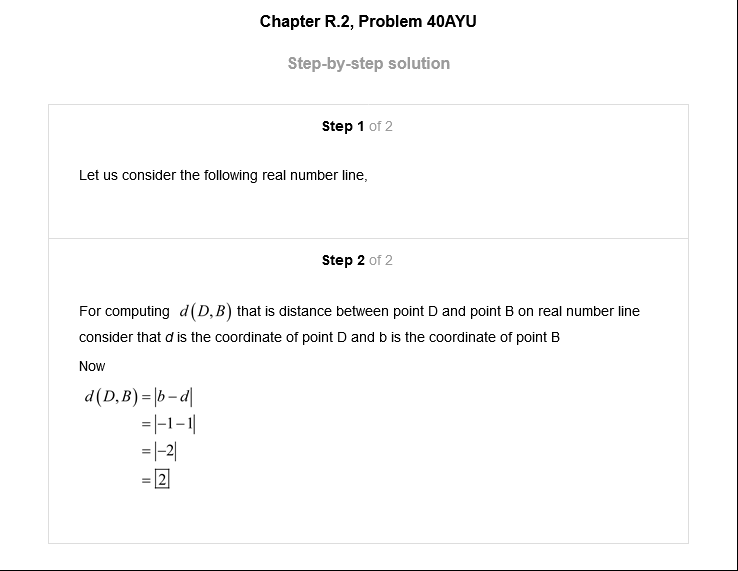 Chapter R.2, Problem 40AYU
Step-by-step solution
Step 1 of 2
Let us consider the following real number line,
Step 2 of 2
For computing d(D,B) that is distance between point D and point B on real number line
consider that d is the coordinate of point D and b is the coordinate of point B
Now
d(D,B)=|b−d|
=|−1−1|
=|−2|
=2